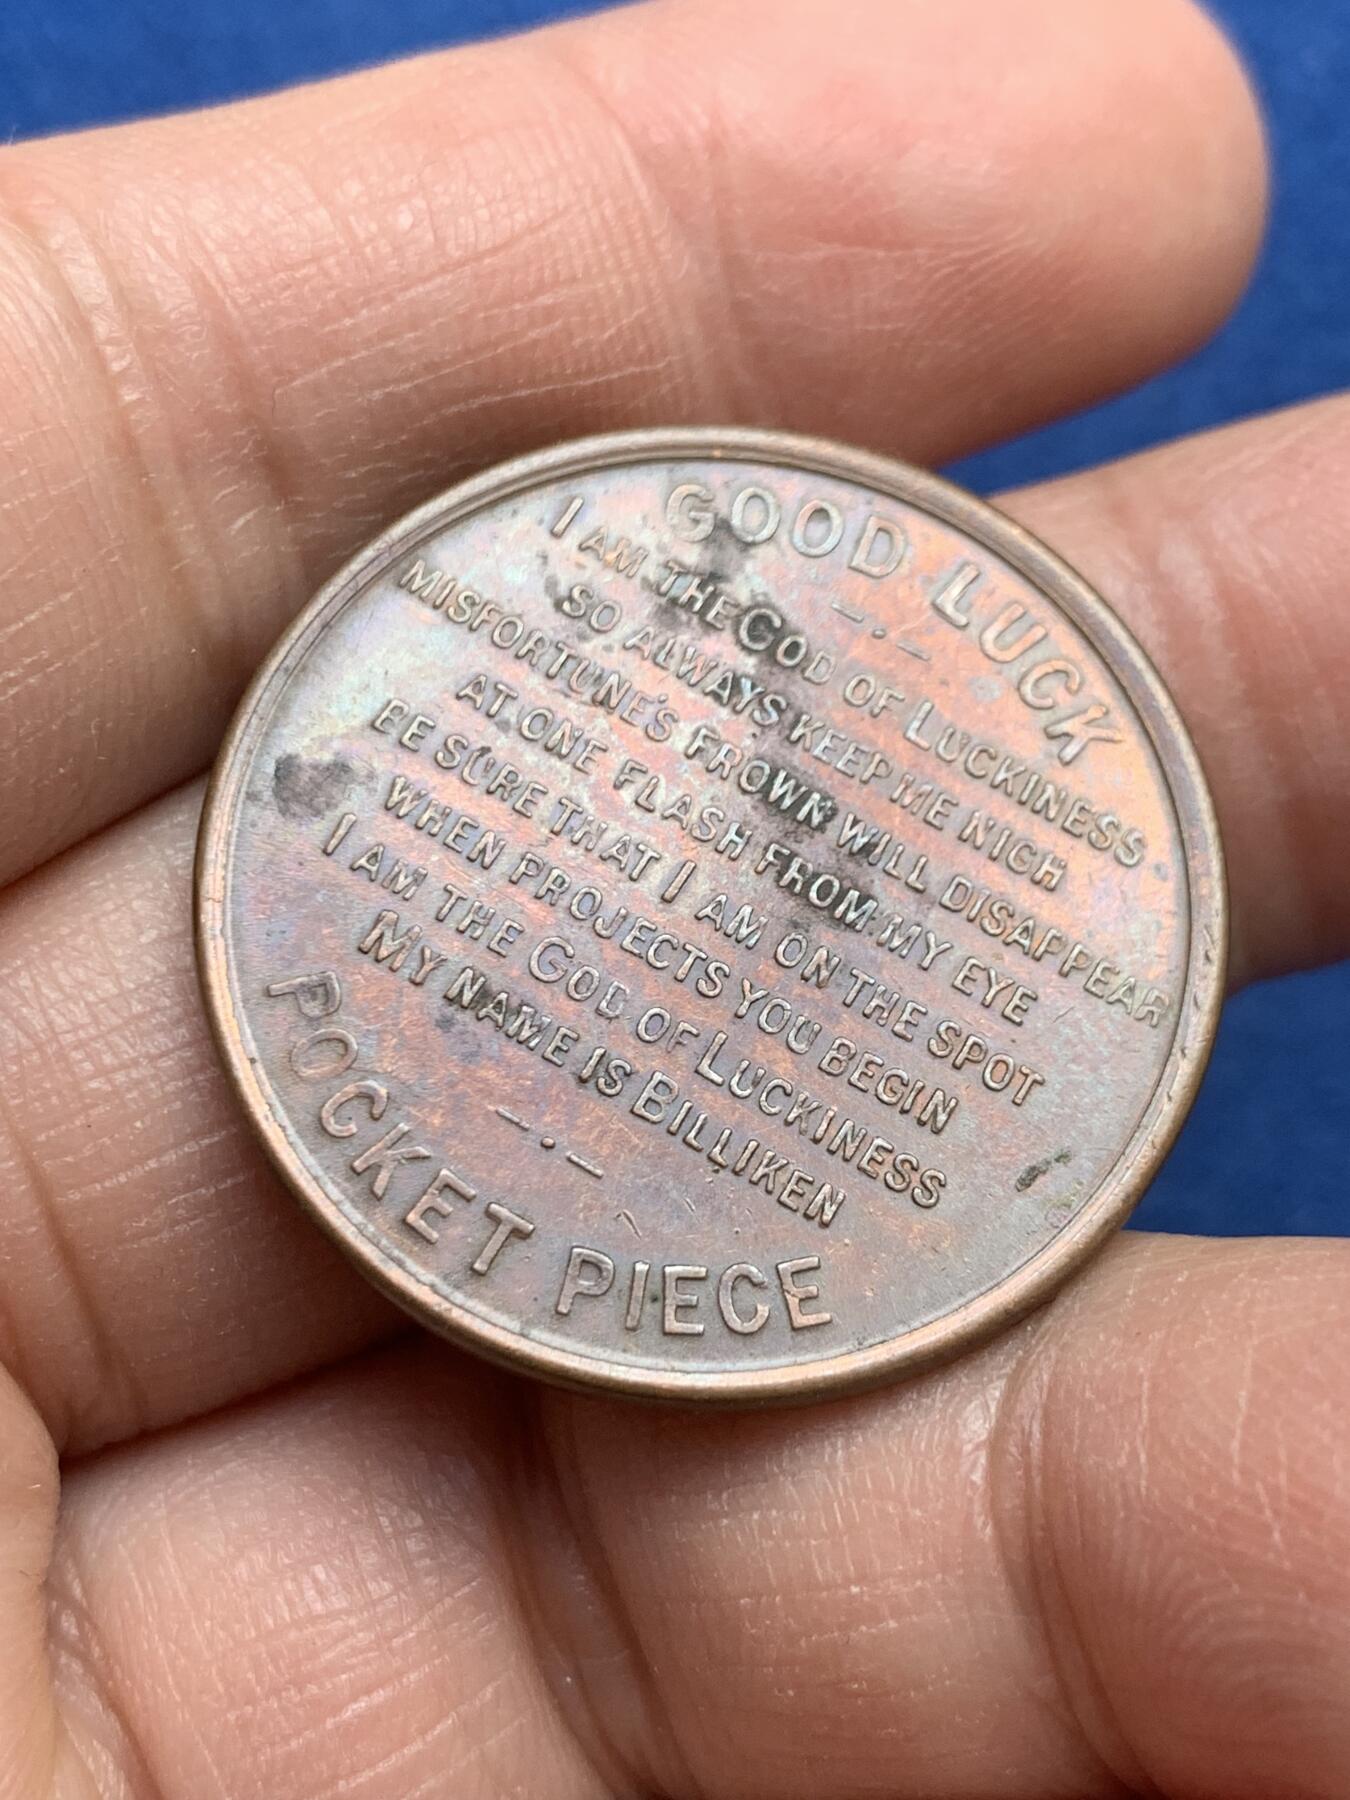 GOOD LUCK
I AM THE GOD OF LUCKINESS
SO ALWAYS KEEP ME NIGH
MISFORTUNE'S FROWN WILL DISAPPEAR
AT ONE FLASH FROM MY EYE
BE SURE THAT I AM ON THE SPOT
WHEN PROJECTS YOU BEGIN
I AM THE GOD OF LUCKINESS
MY NAME IS BILLIKEN
POCKET PIECE